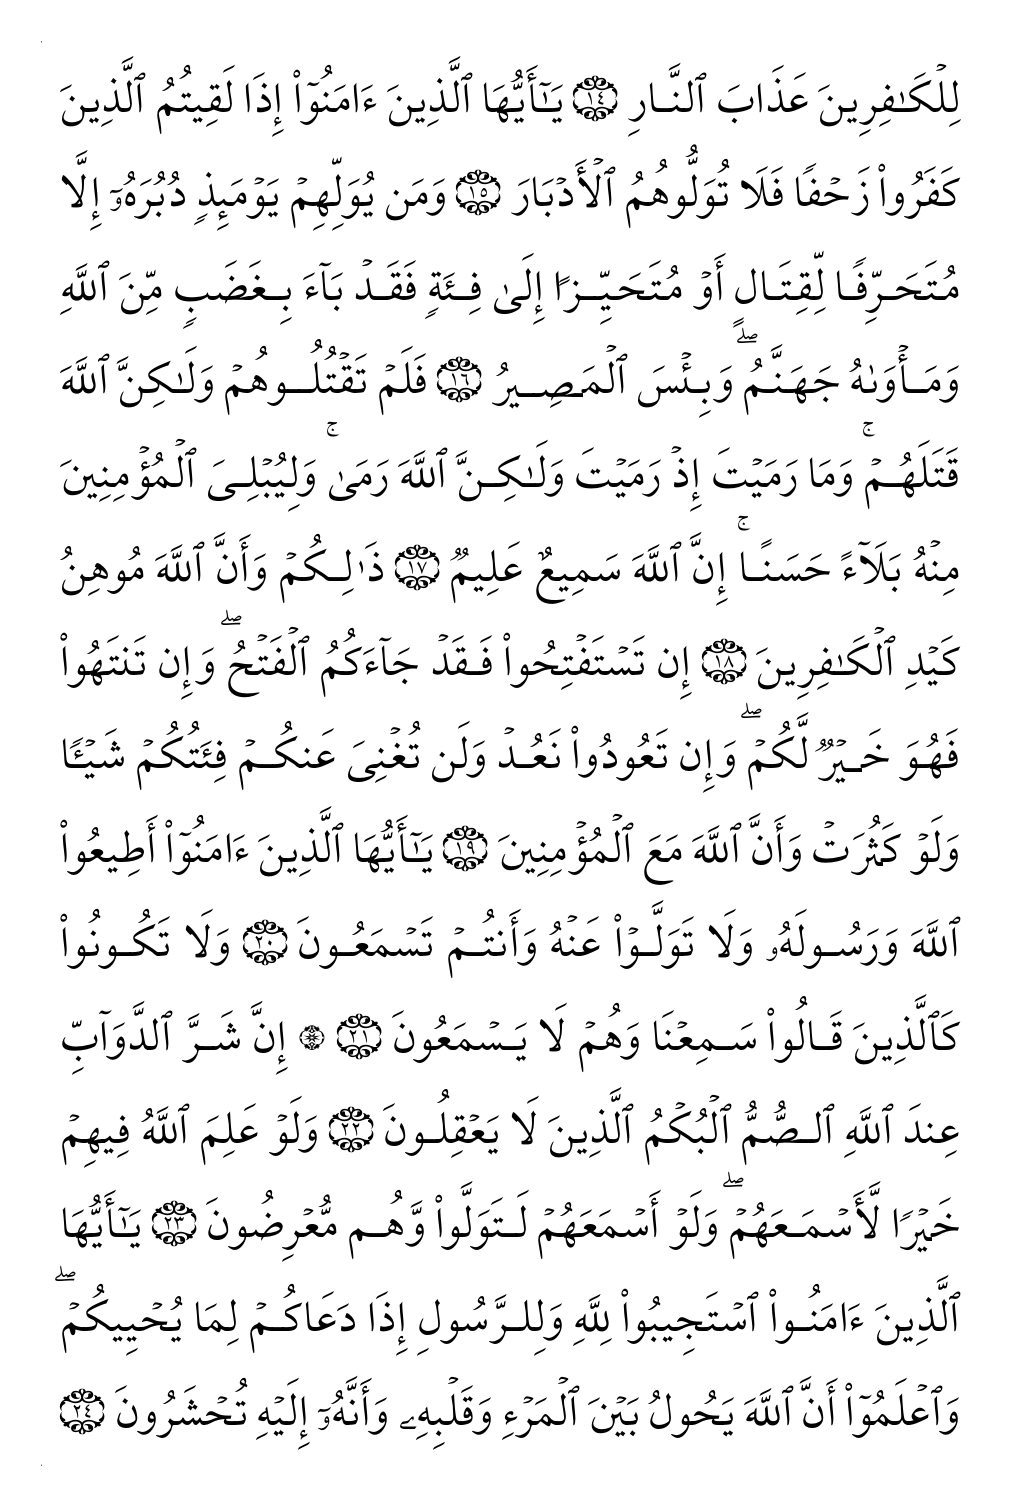 لِلۡكَـٰفِرِينَ عَذَابَ ٱلنَّـارِ ١٤ يَـٰٓأَيُّهَا ٱلَّذِينَ ءَامَنُوٓا۟ إِذَا لَقِيتُمُ ٱلَّذِينَ
كَفَرُوا۟ زَحۡفًا فَلَا تُوَلُّوهُمُ ٱلۡأَدۡبَارَ ١٥ وَمَن يُوَلِّهِمۡ يَوۡمَئِذٍ دُبُرَهُۥٓ إِلَّا
مُتَحَرِّفًا لِّقِتَالٍ أَوۡ مُتَحَيِّزًا إِلَىٰ فِئَةٍ فَقَدۡ بَآءَ بِغَضَبٍ مِّنَ ٱللَّهِ
وَمَأۡوَىٰهُ جَهَنَّمُۖ وَبِئۡسَ ٱلۡمَصِيرُ ١٦ فَلَمۡ تَقۡتُلُوهُمۡ وَلَـٰكِنَّ ٱللَّهَ
قَتَلَهُمۡۚ وَمَا رَمَيۡتَ إِذۡ رَمَيۡتَ وَلَـٰكِنَّ ٱللَّهَ رَمَىٰۚ وَلِيُبۡلِىَ ٱلۡمُؤۡمِنِينَ
مِنۡهُ بَلَآءً حَسَنًاۚ إِنَّ ٱللَّهَ سَمِيعٌ عَلِيمٌ ١٧ ذَٰلِكُمۡ وَأَنَّ ٱللَّهَ مُوهِنُ
كَيۡدِ ٱلۡكَـٰفِرِينَ ١٨ إِن تَسۡتَفۡتِحُوا۟ فَقَدۡ جَآءَكُمُ ٱلۡفَتۡحُۖ وَإِن تَنتَهُوا۟
فَهُوَ خَيۡرٌ لَّكُمۡۖ وَإِن تَعُودُوا۟ نَعُدۡ وَلَن تُغۡنِىَ عَنكُمۡ فِئَتُكُمۡ شَيۡـًٔا
وَلَوۡ كَثُرَتۡ وَأَنَّ ٱللَّهَ مَعَ ٱلۡمُؤۡمِنِينَ ١٩ يَـٰٓأَيُّهَا ٱلَّذِينَ ءَامَنُوٓا۟ أَطِيعُوا۟
ٱللَّهَ وَرَسُولَهُۥ وَلَا تَوَلَّوۡا۟ عَنۡهُ وَأَنتُمۡ تَسۡمَعُونَ ٢٠ وَلَا تَكُونُوا۟
كَٱلَّذِينَ قَالُوا۟ سَمِعۡنَا وَهُمۡ لَا يَسۡمَعُونَ ٢١ ۞ إِنَّ شَرَّ ٱلدَّوَآبِّ
عِندَ ٱللَّهِ ٱلصُّمُّ ٱلۡبُكۡمُ ٱلَّذِينَ لَا يَعۡقِلُونَ ٢٢ وَلَوۡ عَلِمَ ٱللَّهُ فِيهِمۡ
خَيۡرًا لَّأَسۡمَعَهُمۡۖ وَلَوۡ أَسۡمَعَهُمۡ لَتَوَلَّوا۟ وَّهُم مُّعۡرِضُونَ ٢٣ يَـٰٓأَيُّهَا
ٱلَّذِينَ ءَامَنُوا۟ ٱسۡتَجِيبُوا۟ لِلَّهِ وَلِلرَّسُولِ إِذَا دَعَاكُمۡ لِمَا يُحۡيِيكُمۡۖ
وَٱعۡلَمُوٓا۟ أَنَّ ٱللَّهَ يَحُولُ بَيۡنَ ٱلۡمَرۡءِ وَقَلۡبِهِۦ وَأَنَّهُۥٓ إِلَيۡهِ تُحۡشَرُونَ ٢٤